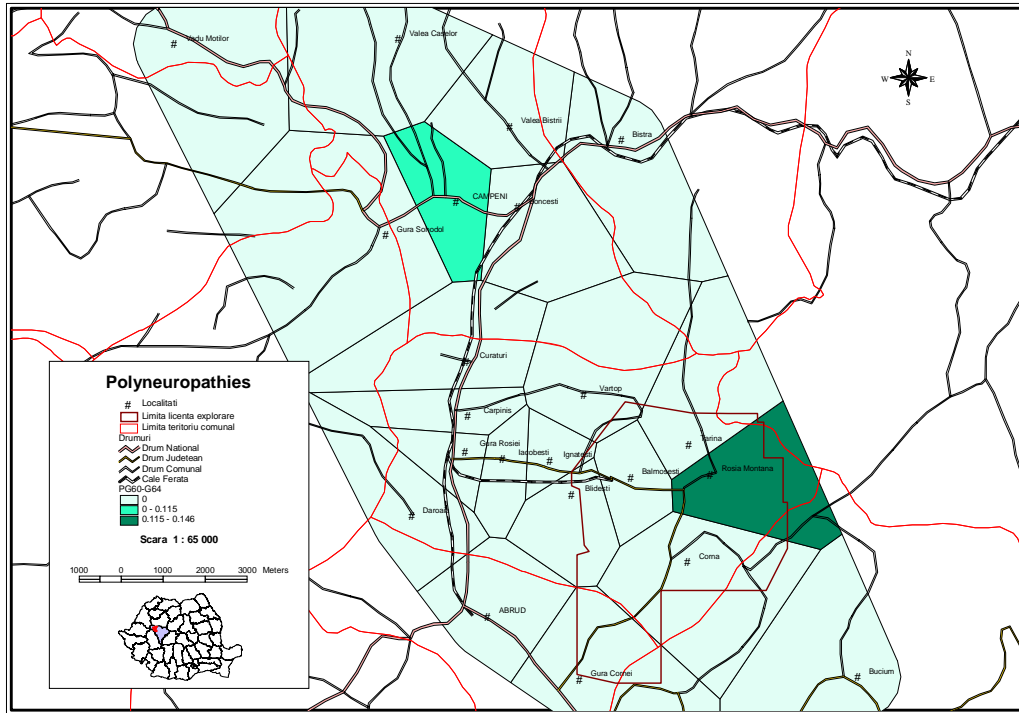 Vadu Motilor
#
Valea Caselor
#
N
W E
S
Valea Bistrii
#
Bistra
#
CAMPENI
#
Boncesti
#
Gura Sohodol
#
Curaturi
#
Vartop
#
Carpinis
#
Tarina
#
Gura Rosiei
#
Iacobesti
#
Ignatesti
#
Balmosesti
#
Rosia Montana
#
Blidesti
#
Daroaia
#
Corna
#
ABRUD
#
Gura Cornei
#
Bucium
#
Polyneuropathies
# Localitati
Limita licenta explorare
Limita teritoriu comunal
Drumuri
Drum National
Drum Judetean
Drum Comunal
Cale Ferata
PG60-G64
0
0 - 0.115
0.115 - 0.146
Scara 1 : 65 000
1000 0 1000 2000 3000 Meters